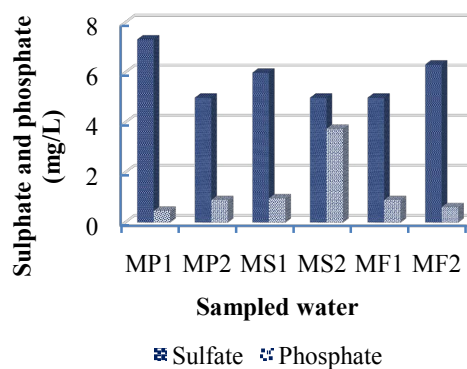 Sulphate and phosphate
(mg/L)
8
6
4
2
0
MP1 MP2 MS1 MS2 MF1 MF2
Sampled water
Sulfate Phosphate